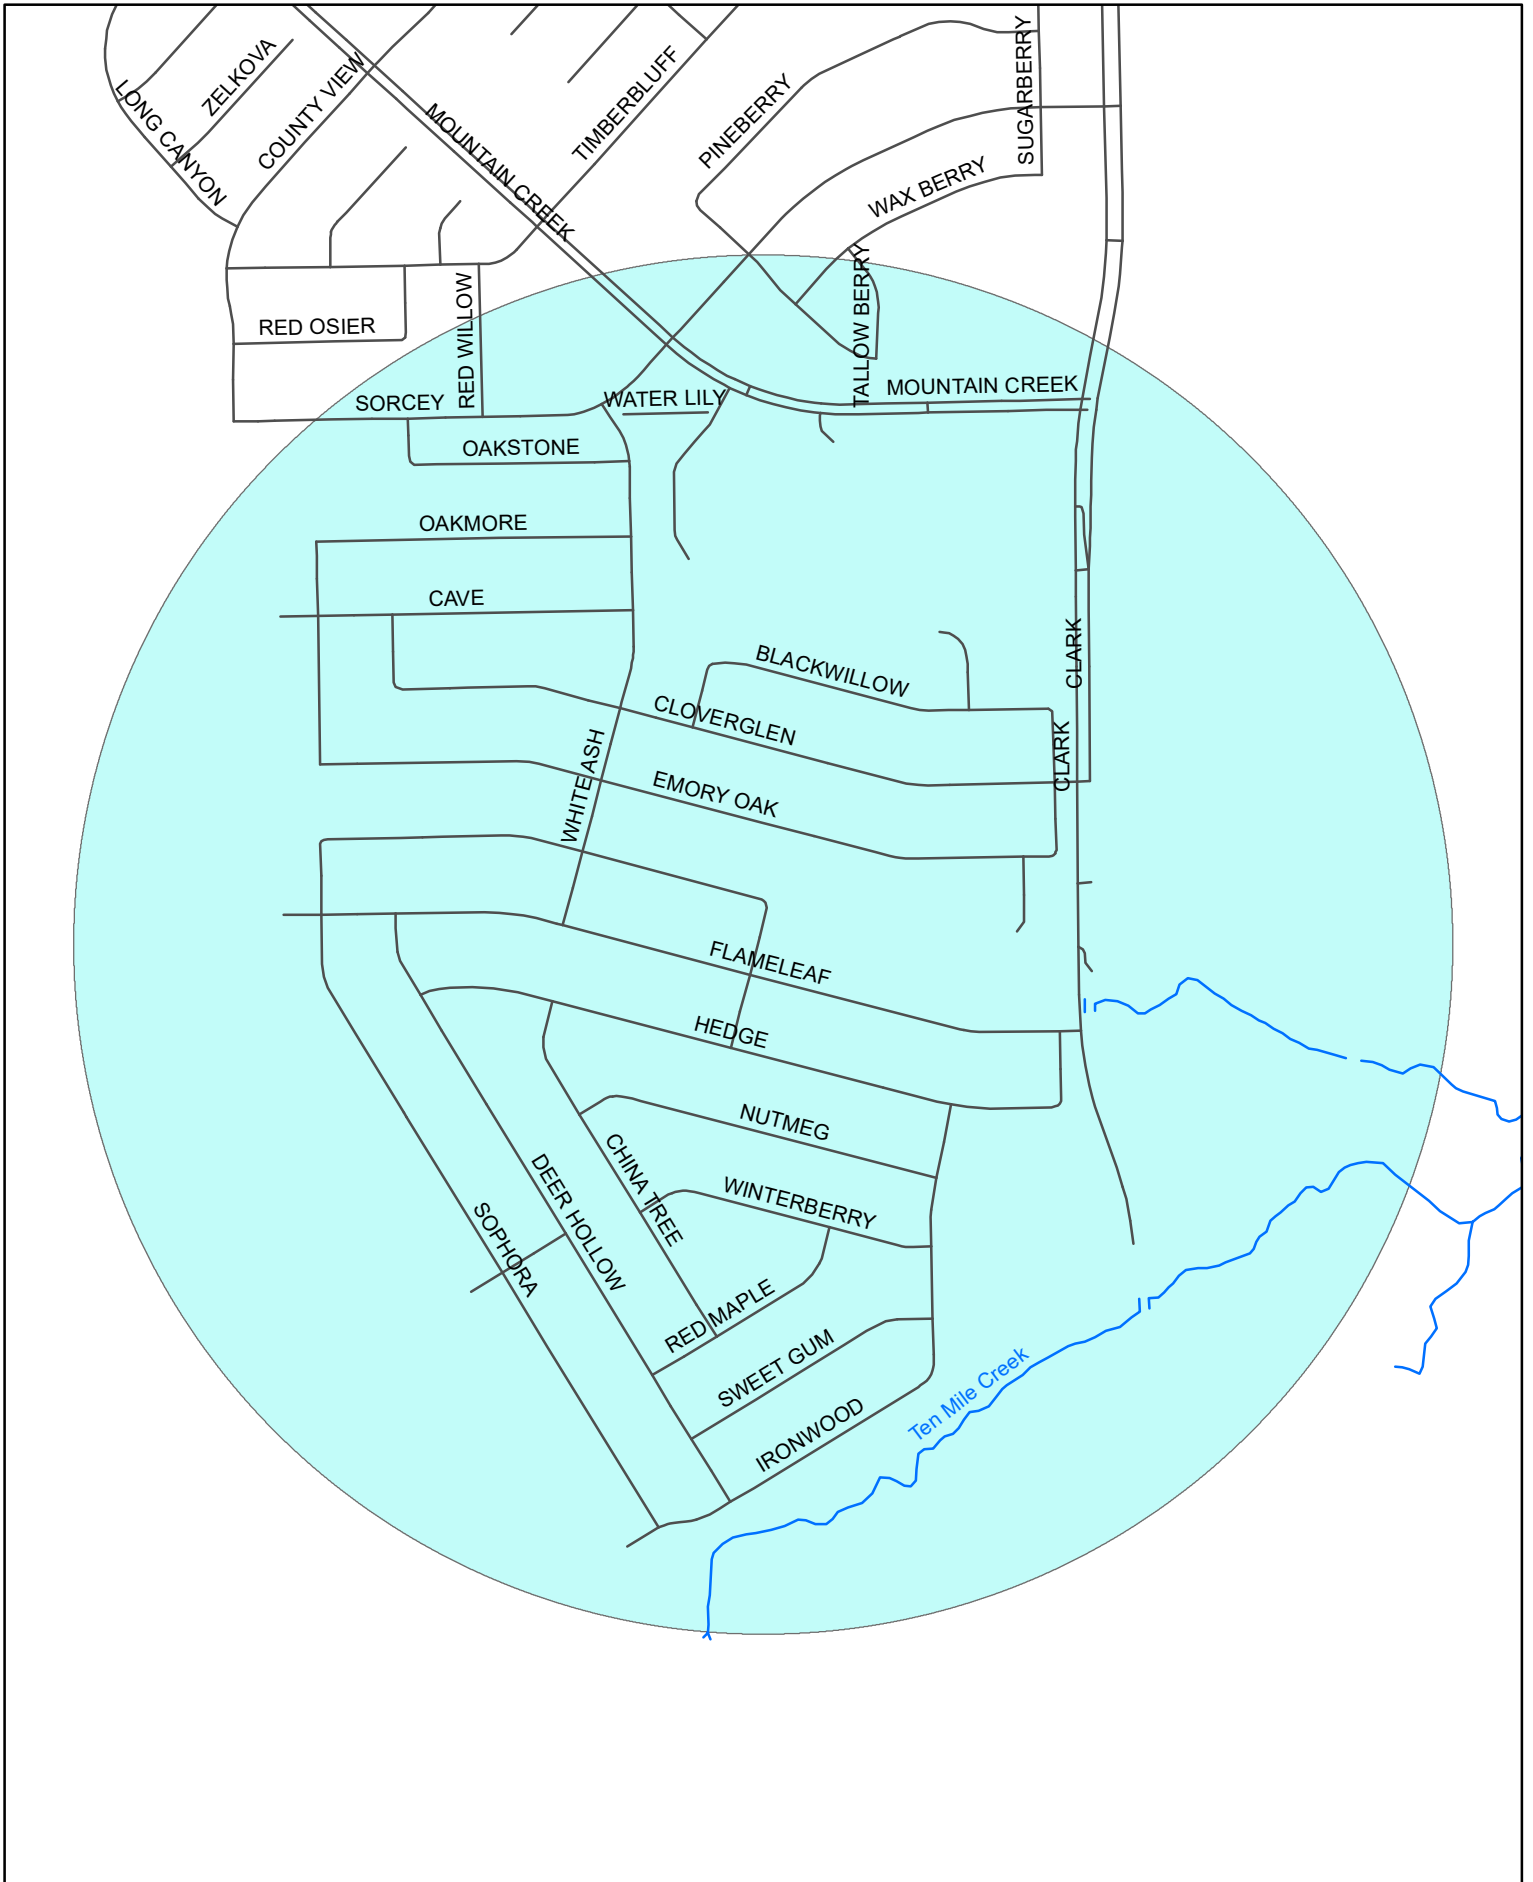 ZELKOVA
LONG CANYON
COUNTY VIEW
MOUNTAIN CREEK
TIMBERBLUFF
PINEBERRY
SUGARBERRY
WAX BERRY
TALLOW BERRY
RED OSIER
RED WILLOW
SORCEY
WATER LILY
MOUNTAIN CREEK
OAKSTONE
OAKMORE
CAVE
BLACKWILLOW
CLARK
CLOVERGLEN
CLARK
WHITE ASH
EMORY OAK
FLAMELEAF
HEDGE
NUTMEG
CHINA TREE
DEER HOLLOW
WINTERBERRY
SOPHORA
RED MAPLE
SWEET GUM
IRONWOOD
Ten Mile Creek